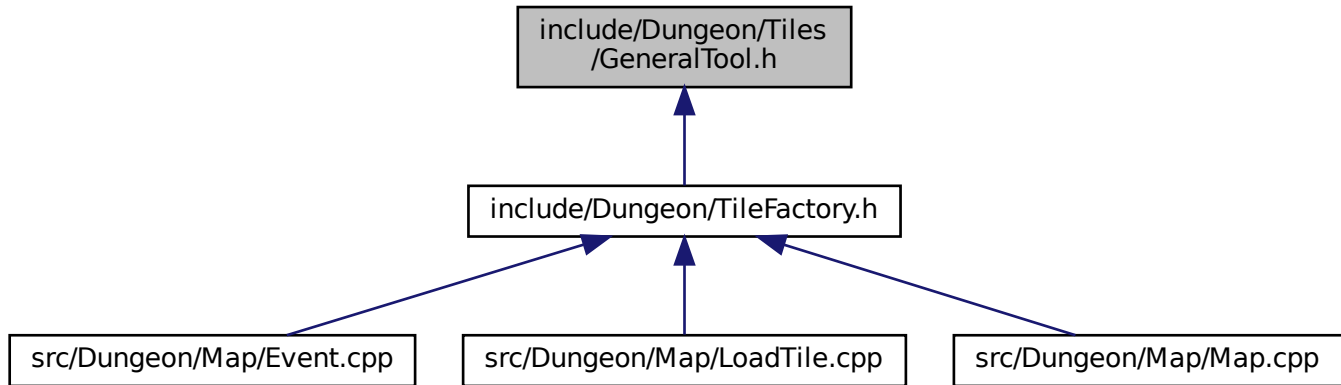 include/Dungeon/Tiles
/GeneralTool.h
include/Dungeon/TileFactory.h
src/Dungeon/Map/Event.cpp
src/Dungeon/Map/LoadTile.cpp
src/Dungeon/Map/Map.cpp